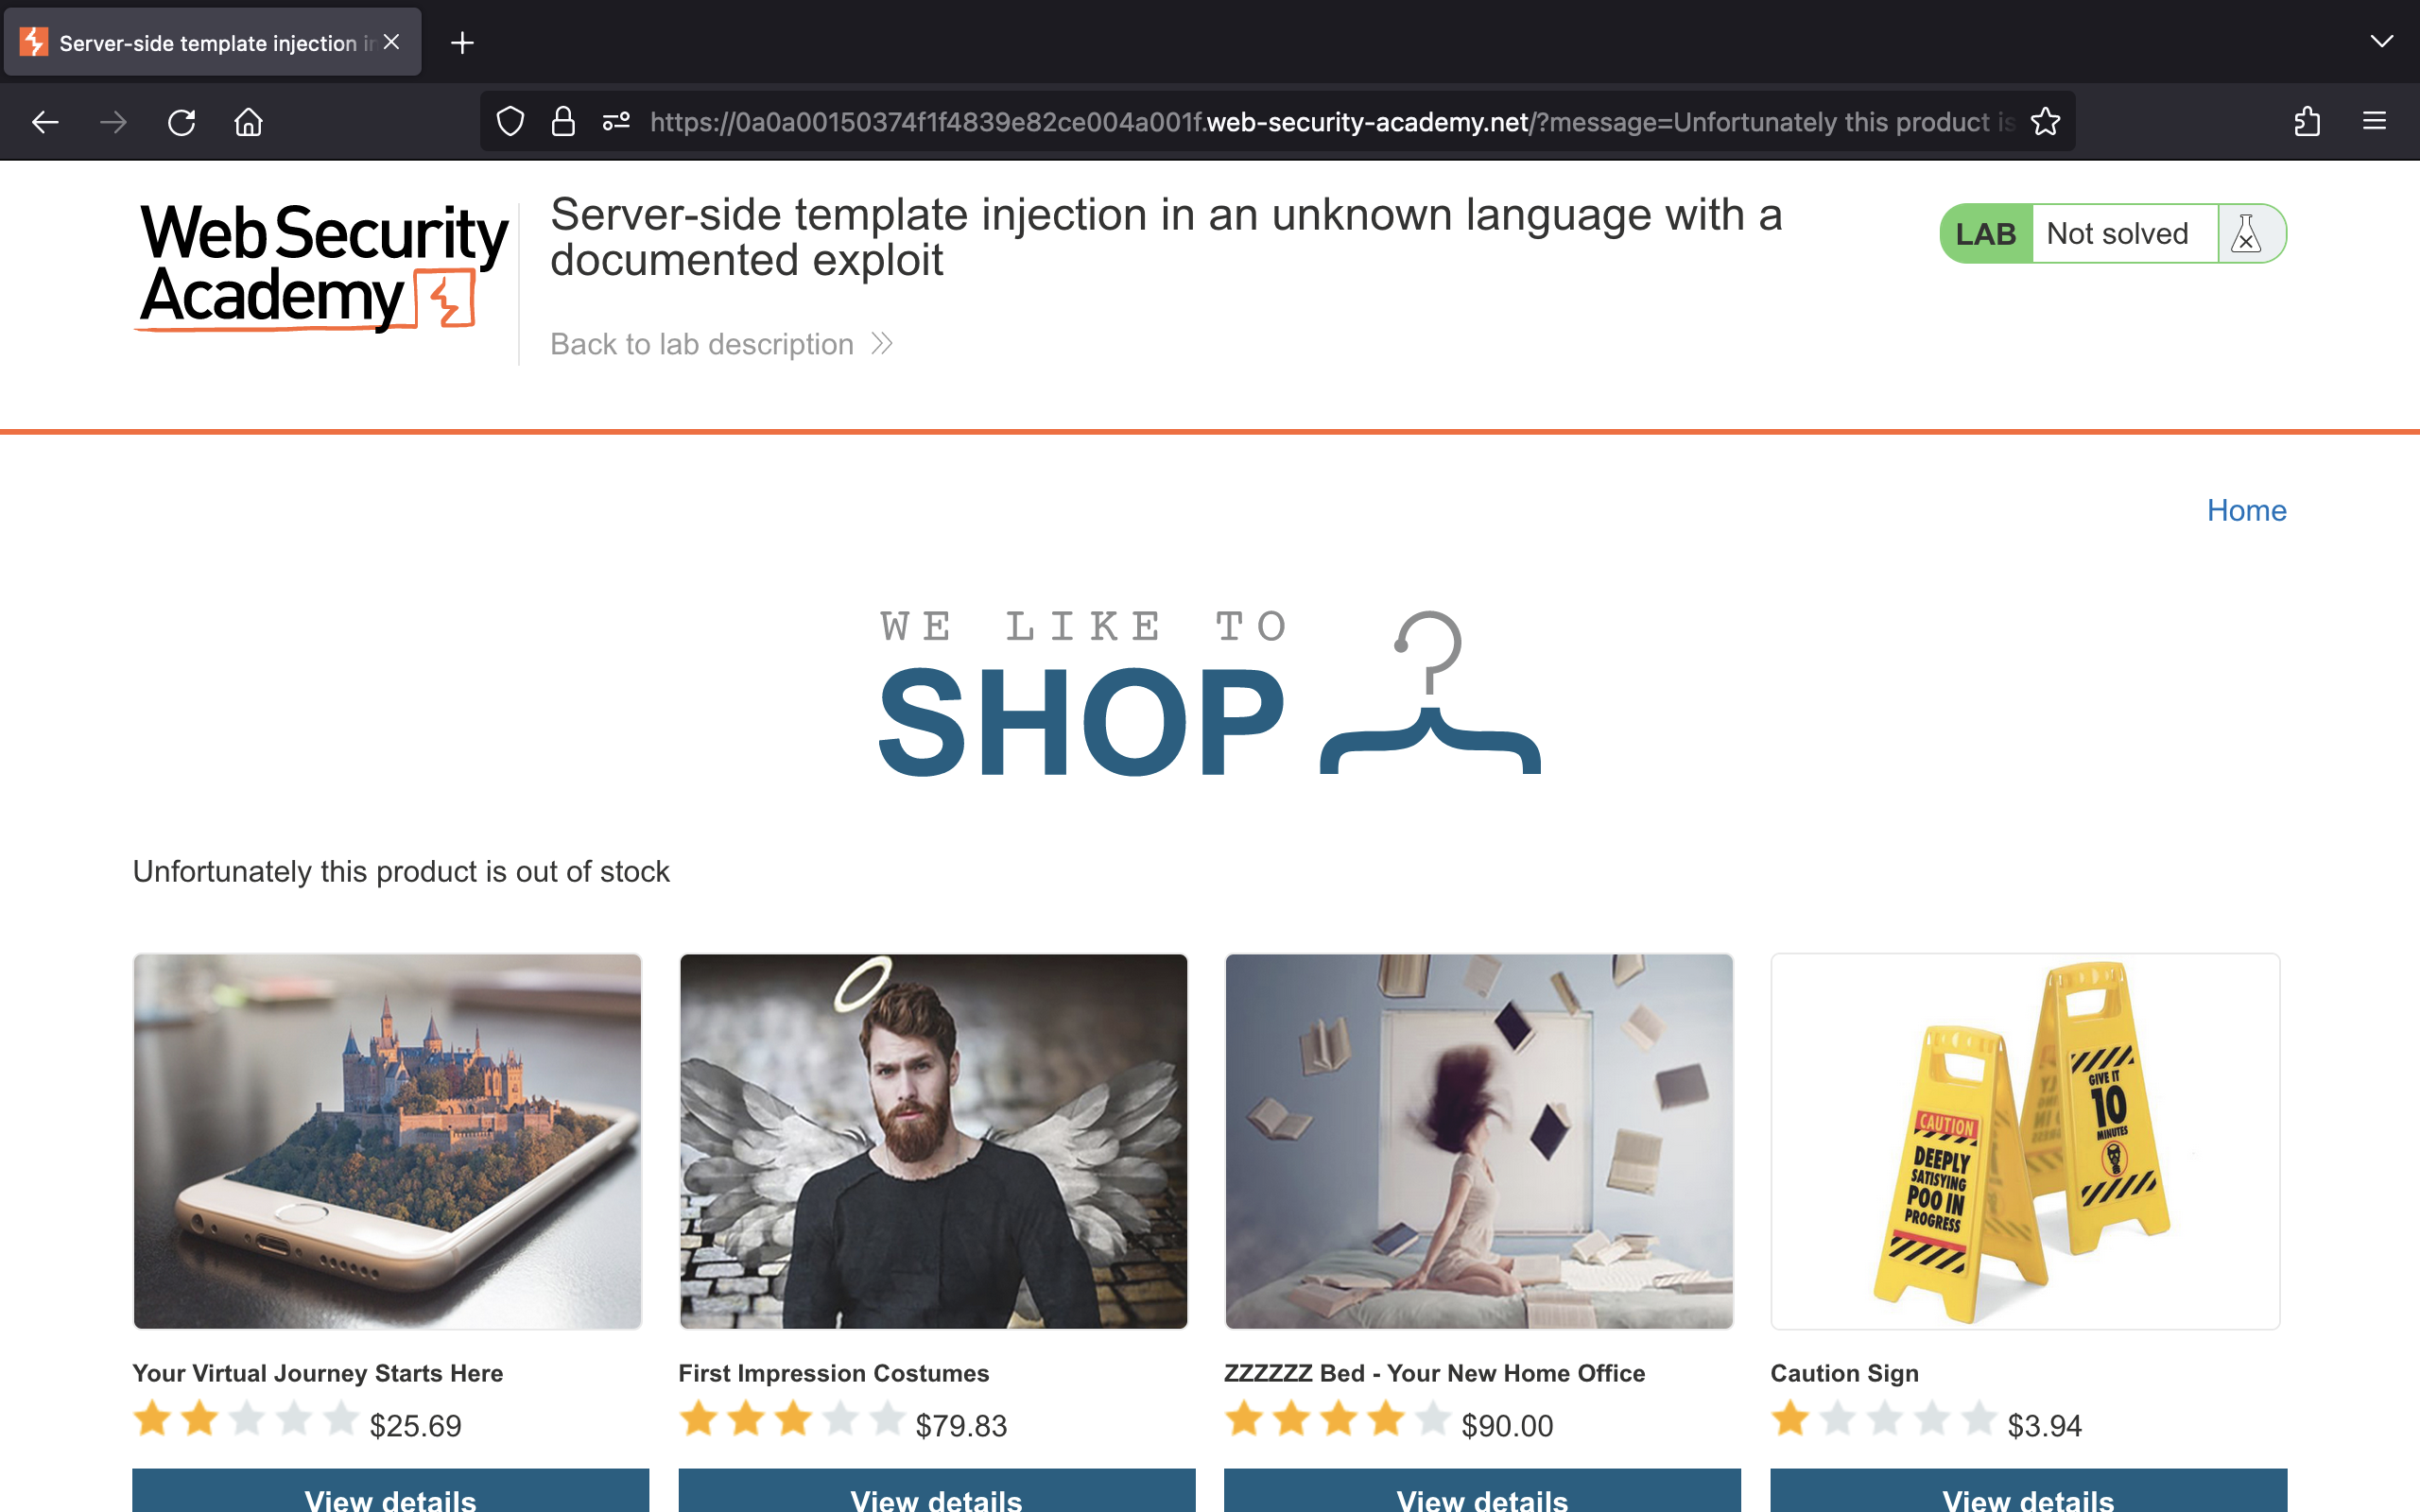 Server-side template injection in
https://0a0a00150374f1f4839e82ce004a001f.web-security-academy.net/?message=Unfortunately this product is
Web Security
Academy
Server-side template injection in an unknown language with a
documented exploit
Back to lab description
LAB
Not solved
Home
WE LIKE TO
SHOP
Unfortunately this product is out of stock
CAUTION
DEEPLY
SATISFYING
POO IN
PROGRESS
GIVE IT
10
MINUTES
Your Virtual Journey Starts Here
$25.69
First Impression Costumes
$79.83
ZZZZZZ Bed - Your New Home Office
$90.00
Caution Sign
$3.94
View details
View details
View details
View details